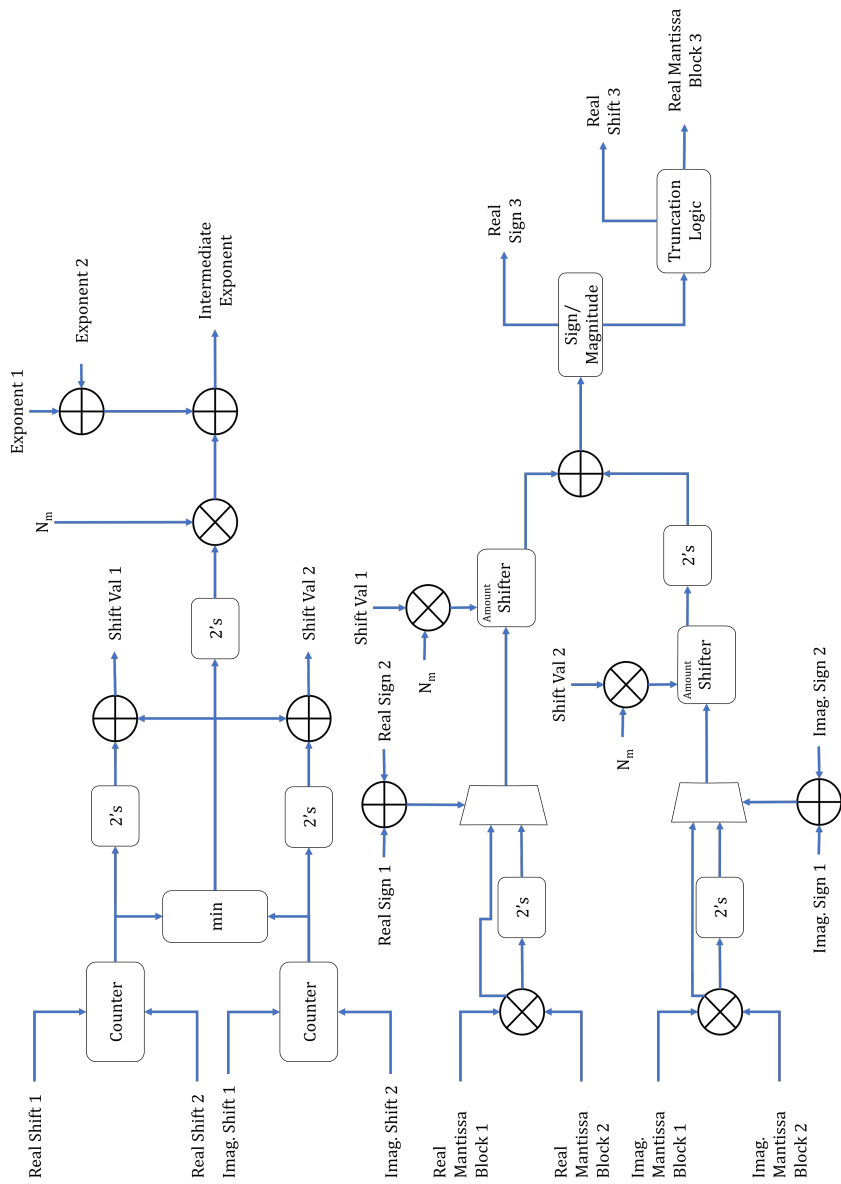 Exponent 1
Real Shift 1
N
m
Exponent 2
Counter
2's
Shift Val 1
Real Shift 2
Intermediate
Exponent
min
2's
N
m
Imag. Shift 1
Counter
2's
Shift Val 2
Imag. Shift 2
Real Sign 1
Real Sign 2
Shift Val 1
N
m
Real
Mantissa
Block 1
Amount
Shifter
Real
Sign 3
2's
Real
Mantissa
Block 2
Shift Val 2
Sign/
Magnitude
Real
Shift 3
N
m
Imag.
Mantissa
Block 1
Amount
Shifter
2's
Truncation
Logic
Real Mantissa
Block 3
2's
Imag.
Mantissa
Block 2
Imag. Sign 1
Imag. Sign 2